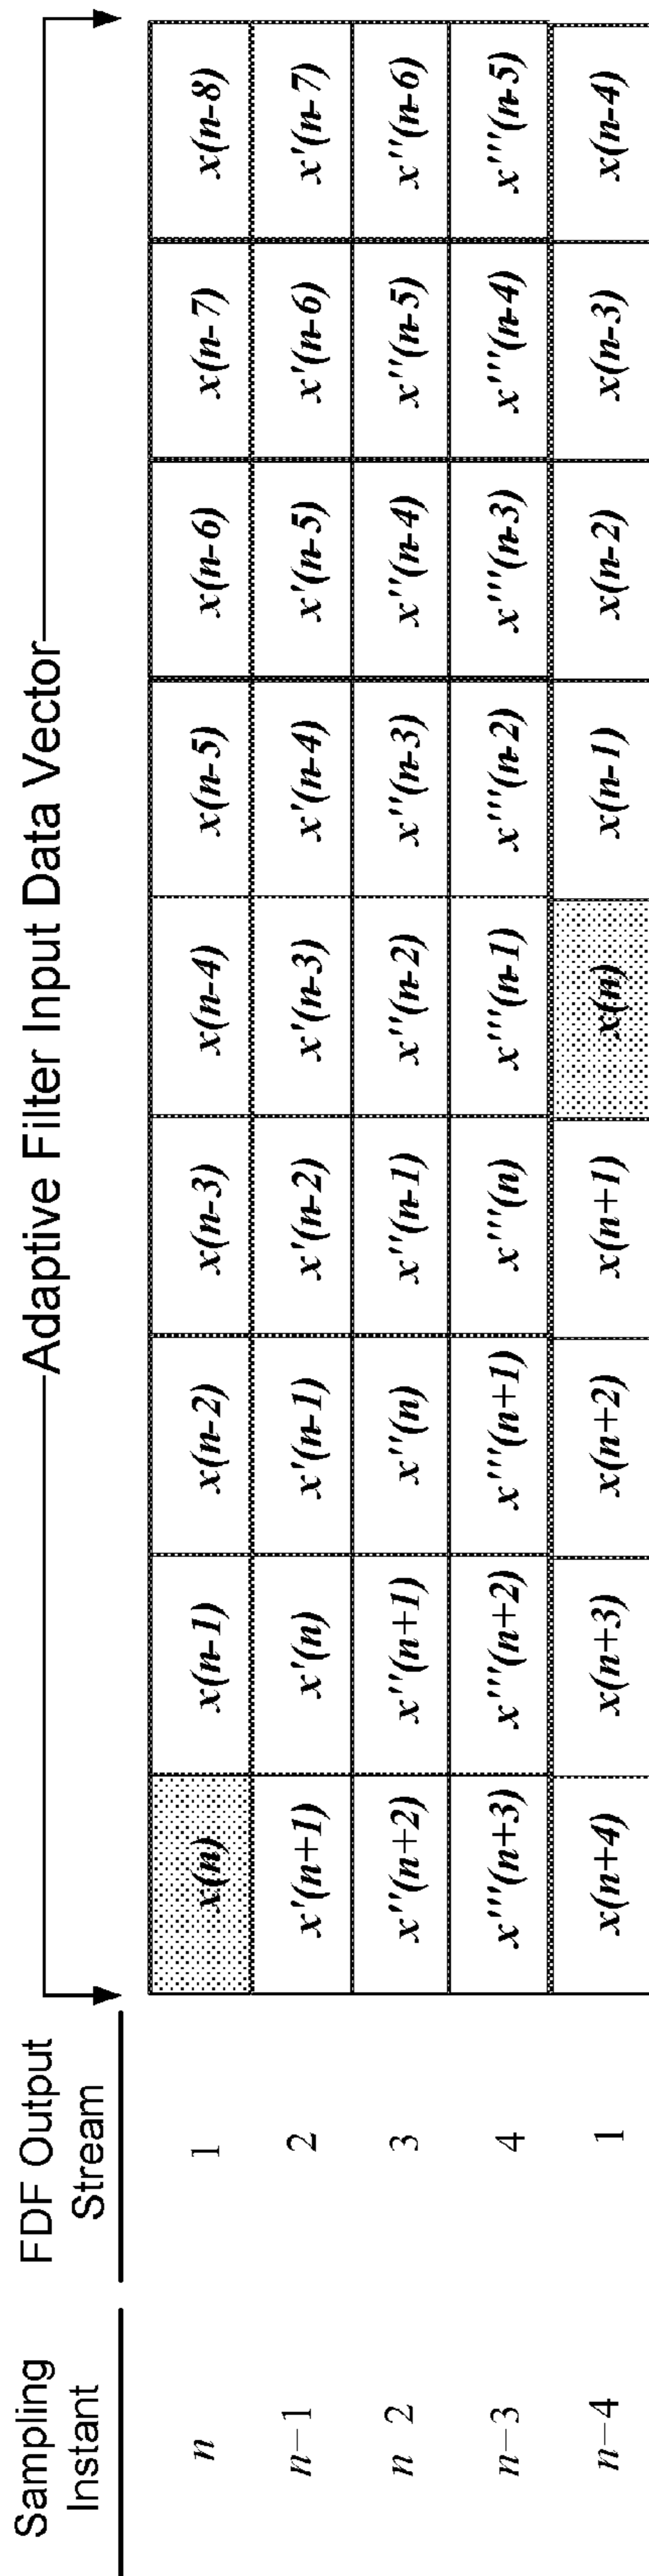 Adaptive Filter Input Data Vector
Sampling Instant FDF Output Stream
n 1 x(n) x(n-1) x(n-2) x(n-3) x(n-4) x(n-5) x(n-6) x(n-7) x(n-8)
n−1 2 x'(n+1) x'(n) x'(n-1) x'(n-2) x'(n-3) x'(n-4) x'(n-5) x'(n-6) x'(n-7)
n 2 3 x''(n+2) x''(n+1) x''(n) x''(n-1) x''(n-2) x''(n-3) x''(n-4) x''(n-5) x''(n-6)
n−3 4 x'''(n+3) x'''(n+2) x'''(n+1) x'''(n) x'''(n-1) x'''(n-2) x'''(n-3) x'''(n-4) x'''(n-5)
n−4 1 x(n+4) x(n+3) x(n+2) x(n+1) x(n) x(n-1) x(n-2) x(n-3) x(n-4)